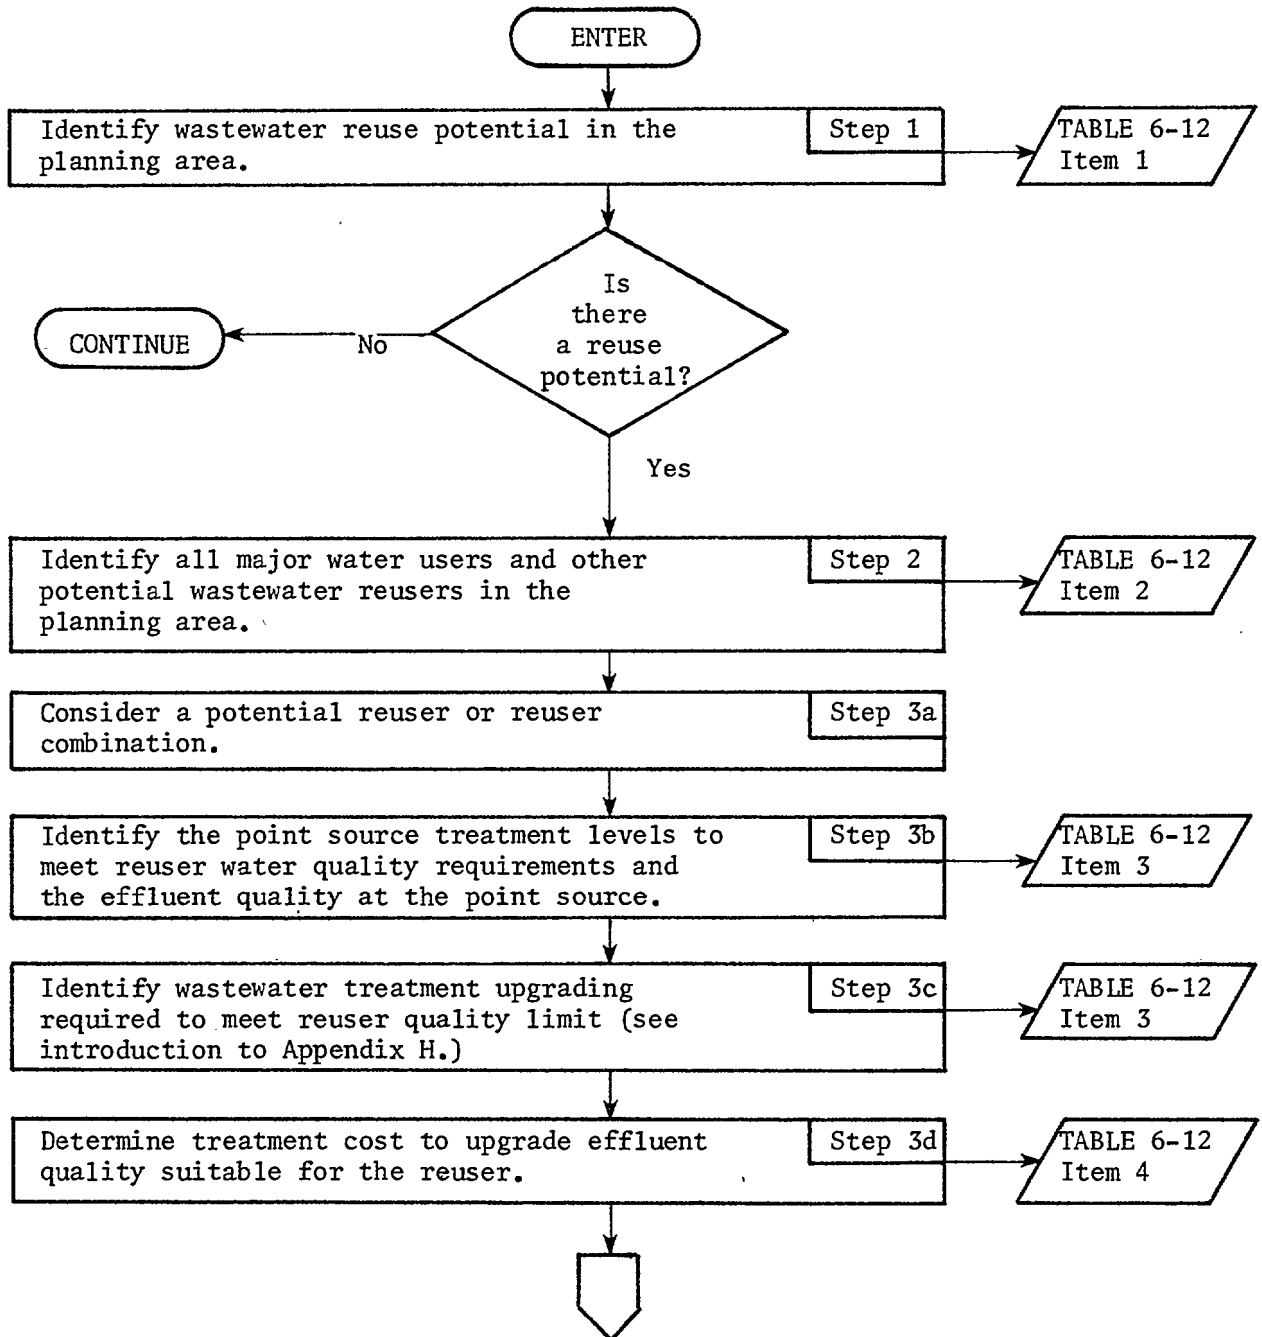 ENTER
Identify wastewater reuse potential in the
planning area.
Step 1
TABLE 6-12
Item 1
Is
there
a reuse
potential?
No
CONTINUE
Yes
Identify all major water users and other
potential wastewater reusers in the
planning area.
Step 2
TABLE 6-12
Item 2
Consider a potential reuser or reuser
combination.
Step 3a
Identify the point source treatment levels to
meet reuser water quality requirements and
the effluent quality at the point source.
Step 3b
TABLE 6-12
Item 3
Identify wastewater treatment upgrading
required to meet reuser quality limit (see
introduction to Appendix H.)
Step 3c
TABLE 6-12
Item 3
Determine treatment cost to upgrade effluent
quality suitable for the reuser.
Step 3d
TABLE 6-12
Item 4